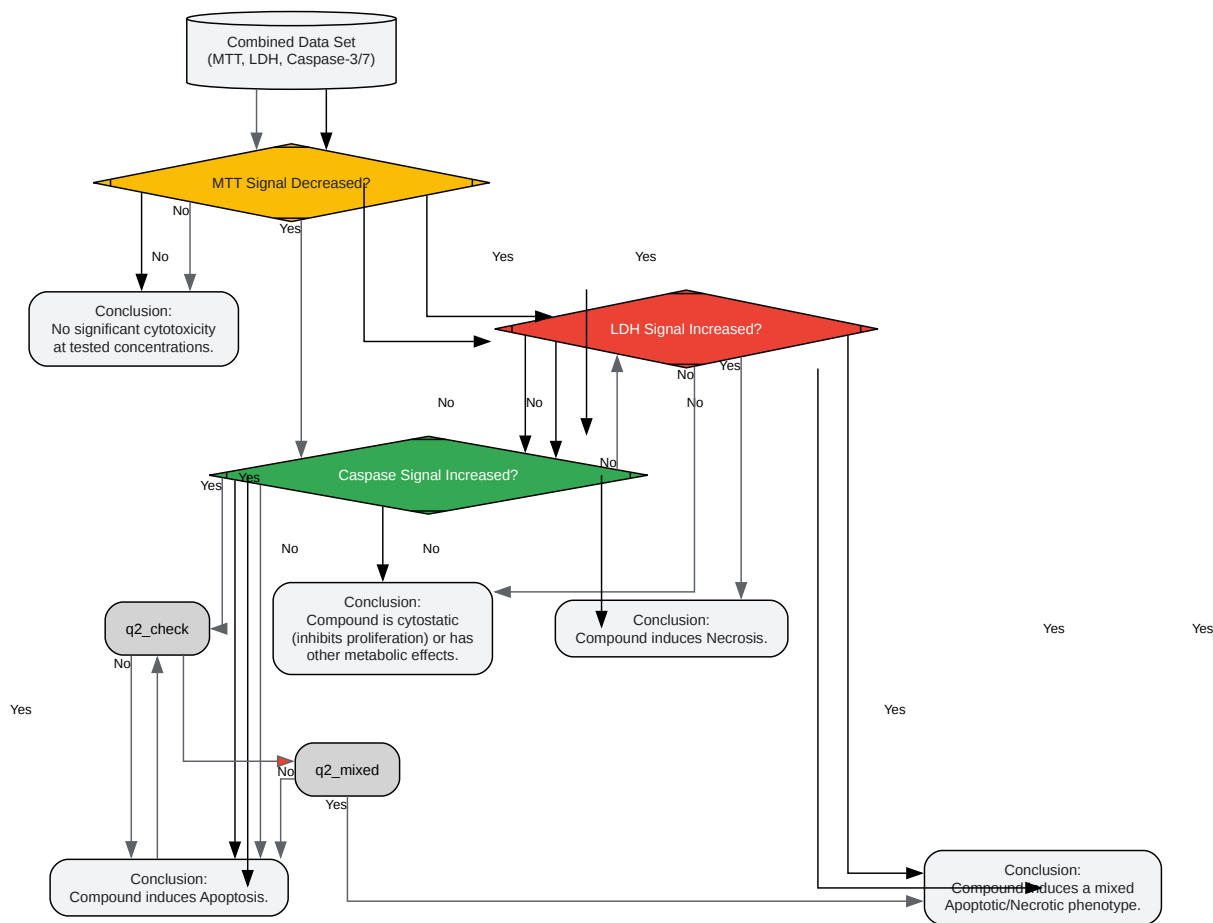 Combined Data Set
(MTT, LDH, Caspase-3/7)
MTT Signal Decreased?
No
Yes
No
Yes
Yes
Conclusion:
No significant cytotoxicity
at tested concentrations.
LDH Signal Increased?
Yes
No
No
No
No
No
Caspase Signal Increased?
Yes
Yes
No
No
Conclusion:
Compound is cytostatic
(inhibits proliferation) or has
other metabolic effects.
Conclusion:
Compound induces Necrosis.
q2_check
Yes
Yes
No
Yes
Yes
q2_mixed
No
Yes
Conclusion:
Compound induces Apoptosis.
Conclusion:
Compound induces a mixed
Apoptotic/Necrotic phenotype.